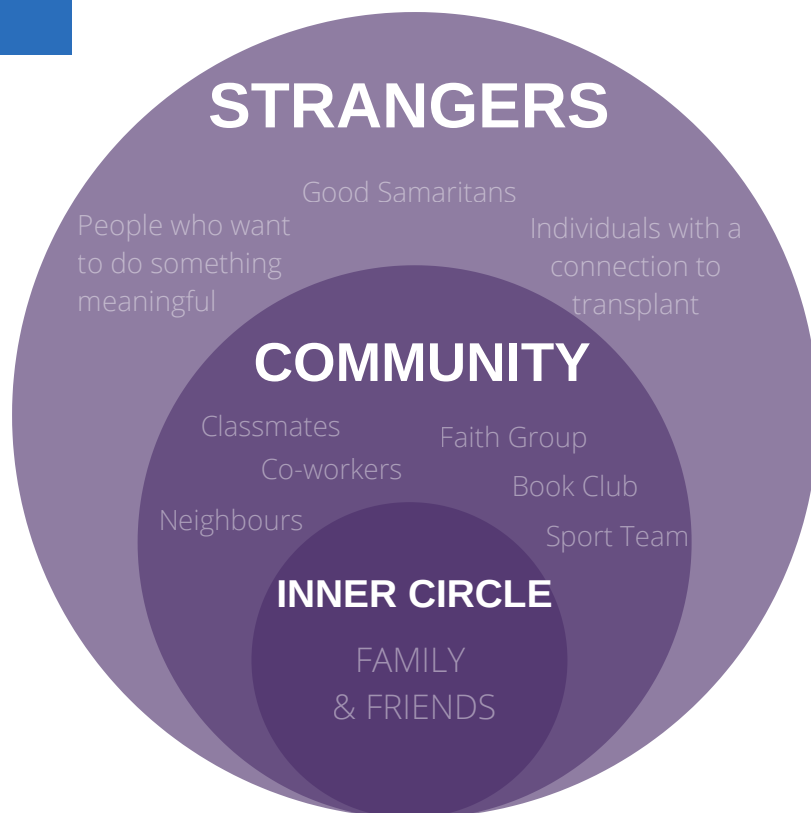 STRANGERS
Good Samaritans
People who want
to do something
meaningful
Individuals with a
connection to
transplant
COMMUNITY
Classmates
Faith Group
Co-workers
Book Club
Neighbours
Sport Team
INNER CIRCLE
FAMILY
& FRIENDS